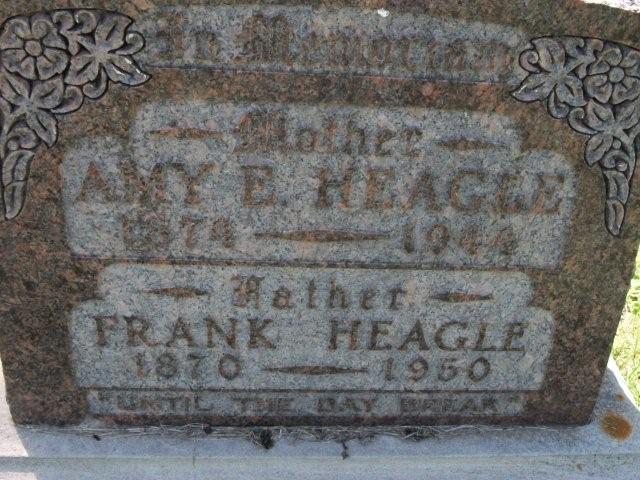 In Memoriam
Mother
AMY E. HEAGLE
1874 — 1944
Father
FRANK HEAGLE
1870 — 1950
"UNTIL THE DAY BREAK"